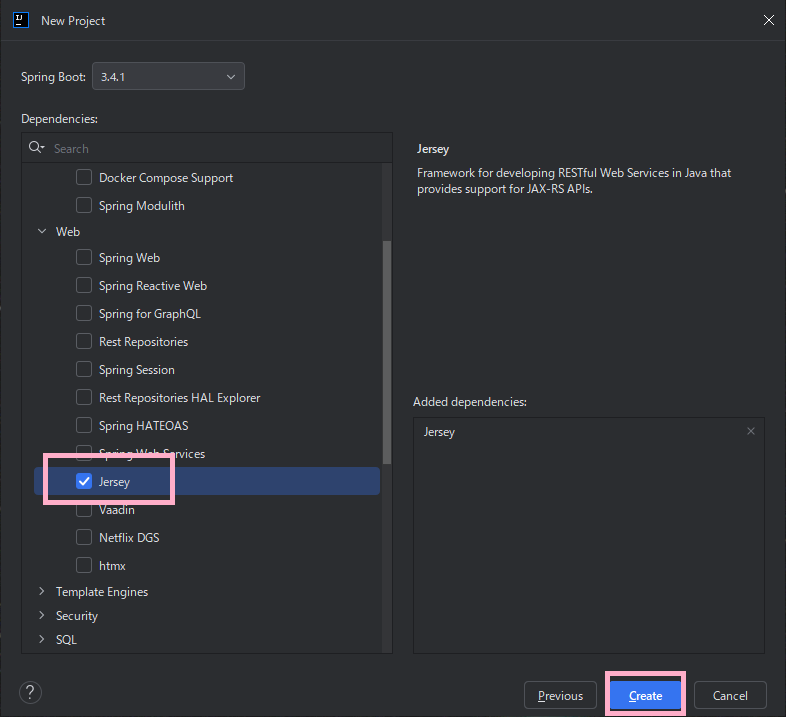 New Project
Spring Boot: 3.4.1
Dependencies:
Search
Docker Compose Support
Spring Modulith
Web
Spring Web
Spring Reactive Web
Spring for GraphQL
Rest Repositories
Spring Session
Rest Repositories HAL Explorer
Spring HATEOAS
Spring Web Services
Jersey
Vaadin
Netflix DGS
htmx
Template Engines
Security
SQL
Jersey
Framework for developing RESTful Web Services in Java that
provides support for JAX-RS APIs.
Added dependencies:
Jersey
?
Previous
Create
Cancel